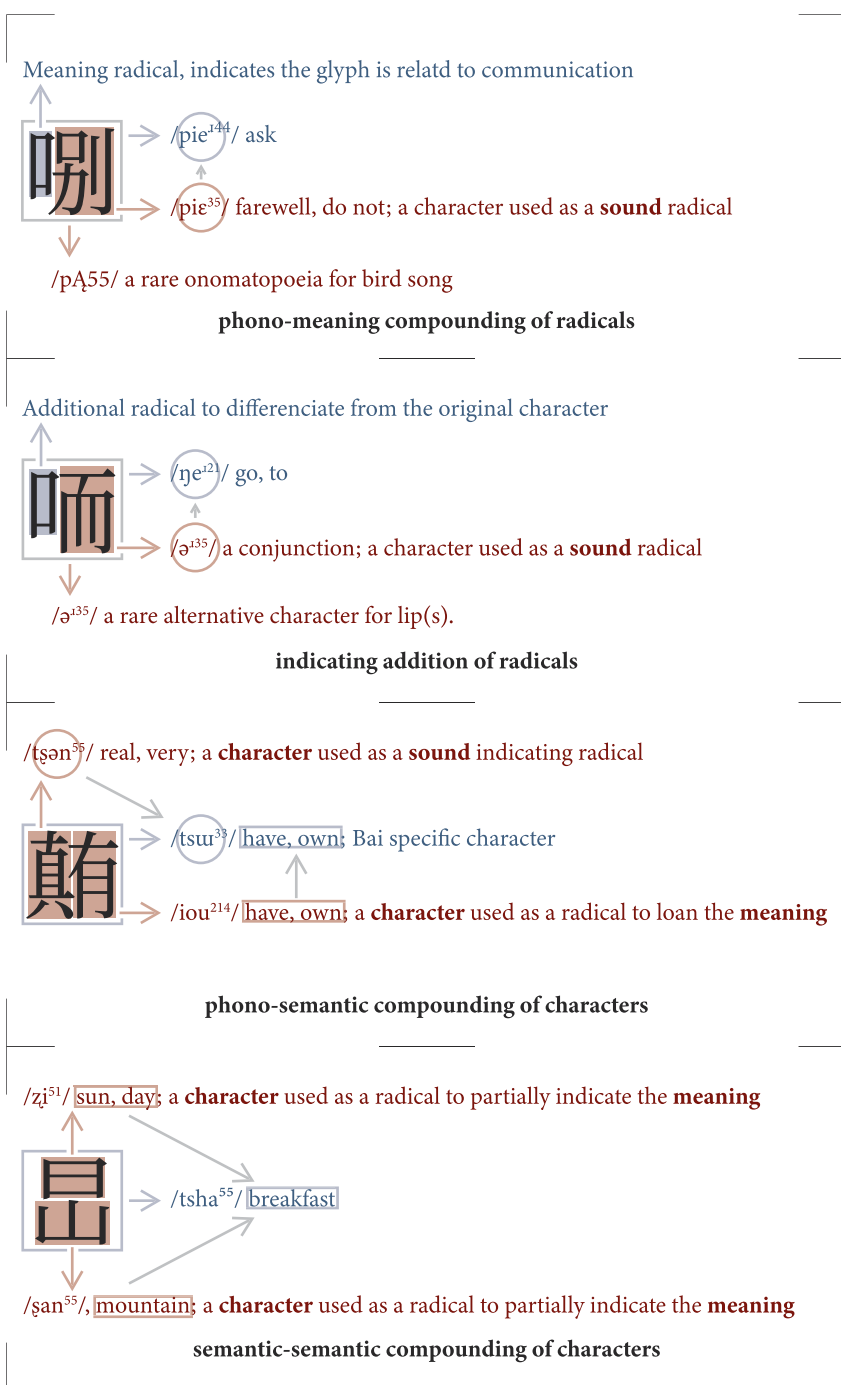 Meaning radical, indicates the glyph is relatd to communication
唎 /pieɹ⁴⁴/ ask
/piɛ³⁵/ farewell, do not; a character used as a sound radical
/pĄ55/ a rare onomatopoeia for bird song
phono-meaning compounding of radicals
Additional radical to differenciate from the original character
唡 /ŋeɹ²¹/ go, to
/əɹ³⁵/ a conjunction; a character used as a sound radical
/əɹ³⁵/ a rare alternative character for lip(s).
indicating addition of radicals
/tʂən⁵⁵/ real, very; a character used as a sound indicating radical
/tsɯ³³/ have, own; Bai specific character
/iou²¹⁴/ have, own; a character used as a radical to loan the meaning
phono-semantic compounding of characters
/ʐi⁵¹/ sun, day; a character used as a radical to partially indicate the meaning
/tsha⁵⁵/ breakfast
/ʂan⁵⁵/, mountain; a character used as a radical to partially indicate the meaning
semantic-semantic compounding of characters